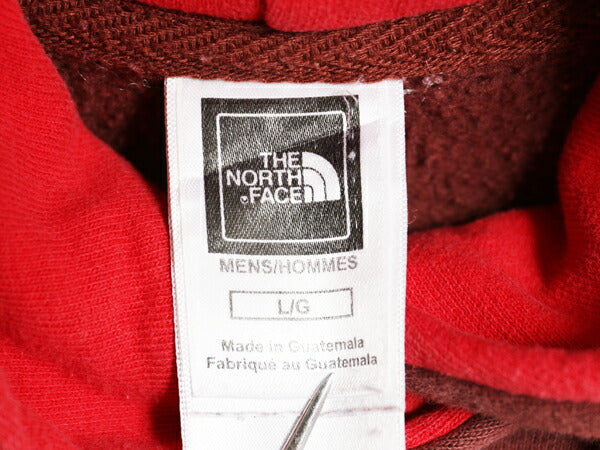 THE
NORTH
FACE
MENS/HOMMES
L/G
Made in Guatemala
Fabriqué au Guatemala